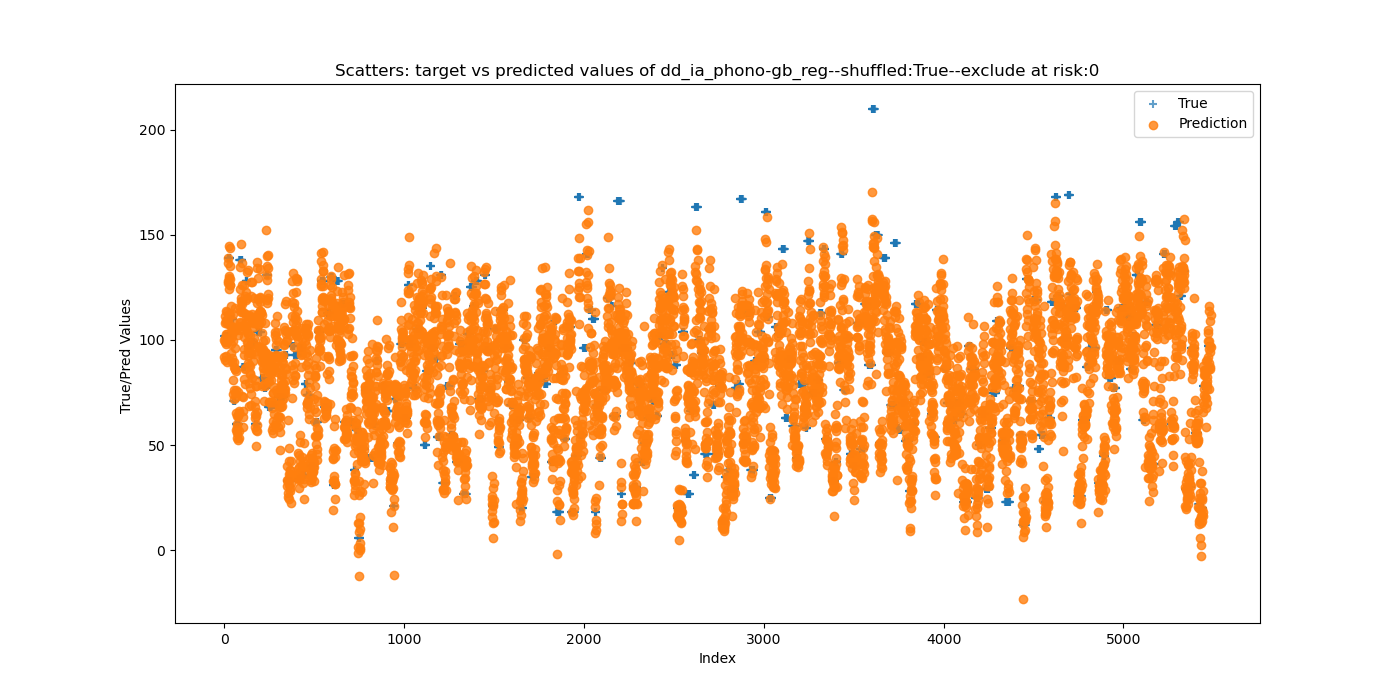 Scatters: target vs predicted values of dd_ia_phono-gb_reg--shuffled:True--exclude at risk:0
True
Prediction
True/Pred Values
200
150
100
50
0
0 1000 2000 3000 4000 5000
Index